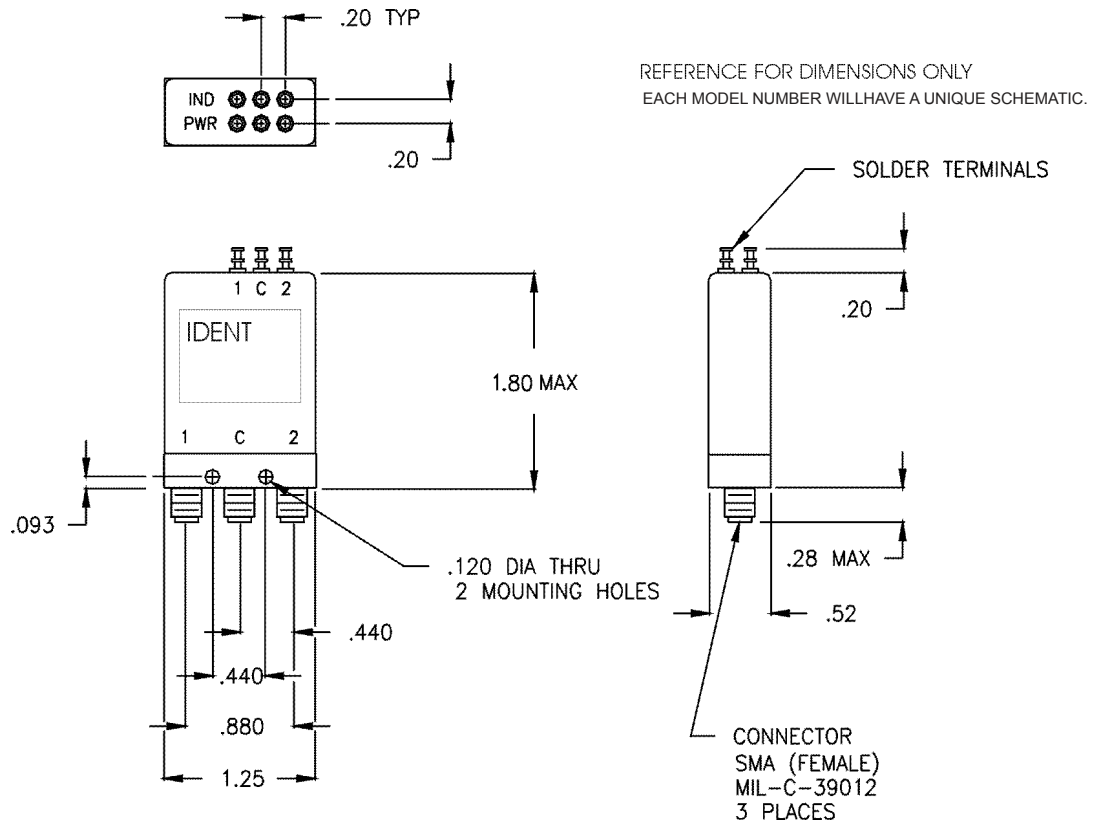 .20 TYP
REFERENCE FOR DIMENSIONS ONLY
EACH MODEL NUMBER WILLHAVE A UNIQUE SCHEMATIC.
IND
PWR
.20
SOLDER TERMINALS
1 C 2
IDENT
.20
1.80 MAX
1 C 2
.093
.28 MAX
.120 DIA THRU
2 MOUNTING HOLES
.52
.440
.440
.880
1.25
CONNECTOR
SMA (FEMALE)
MIL-C-39012
3 PLACES